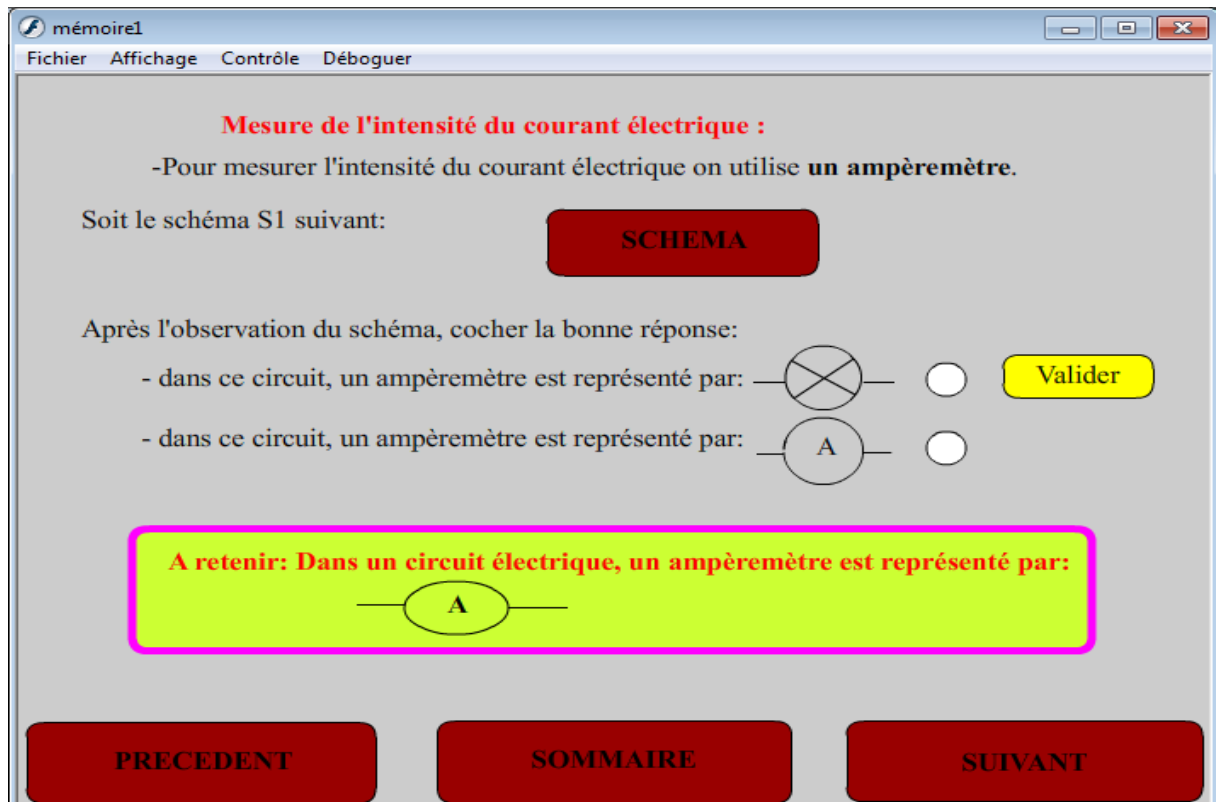 mémoire1
Fichier Affichage Contrôle Déboguer
Mesure de l'intensité du courant électrique :
-Pour mesurer l'intensité du courant électrique on utilise un ampèremètre.
Soit le schéma S1 suivant:
SCHEMA
Après l'observation du schéma, cocher la bonne réponse:
- dans ce circuit, un ampèremètre est représenté par:
Valider
- dans ce circuit, un ampèremètre est représenté par:
A
A retenir: Dans un circuit électrique, un ampèremètre est représenté par:
A
PRECEDENT
SOMMAIRE
SUIVANT